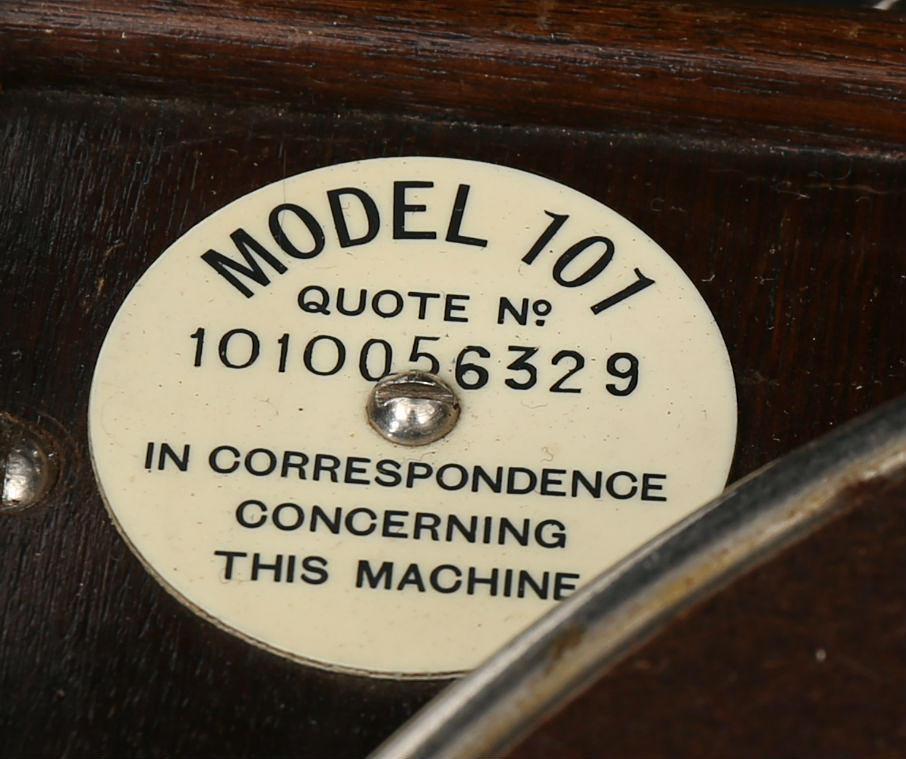 MODEL 101
QUOTE Nº
1010056329
IN CORRESPONDENCE
CONCERNING
THIS MACHINE